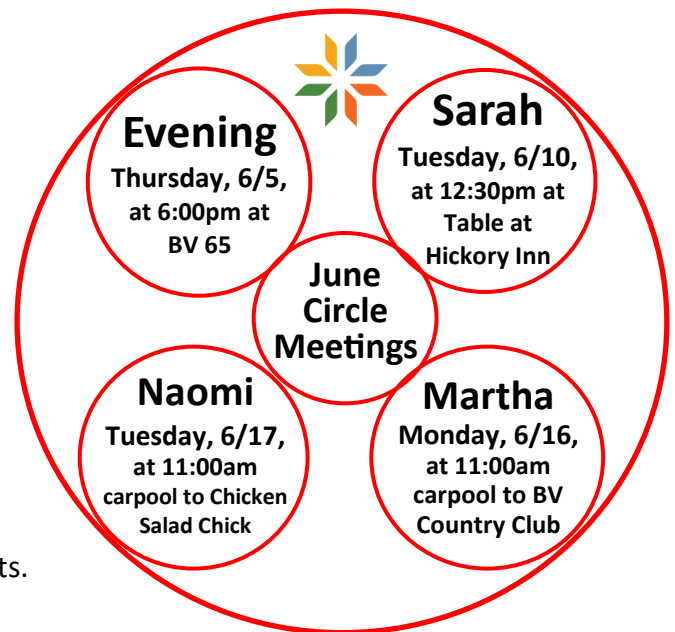 Evening
Thursday, 6/5,
at 6:00pm at
BV 65
Sarah
Tuesday, 6/10,
at 12:30pm at
Table at
Hickory Inn
June
Circle
Meetings
Naomi
Tuesday, 6/17,
at 11:00am
carpool to Chicken
Salad Chick
Martha
Monday, 6/16,
at 11:00am
carpool to BV
Country Club
ts.